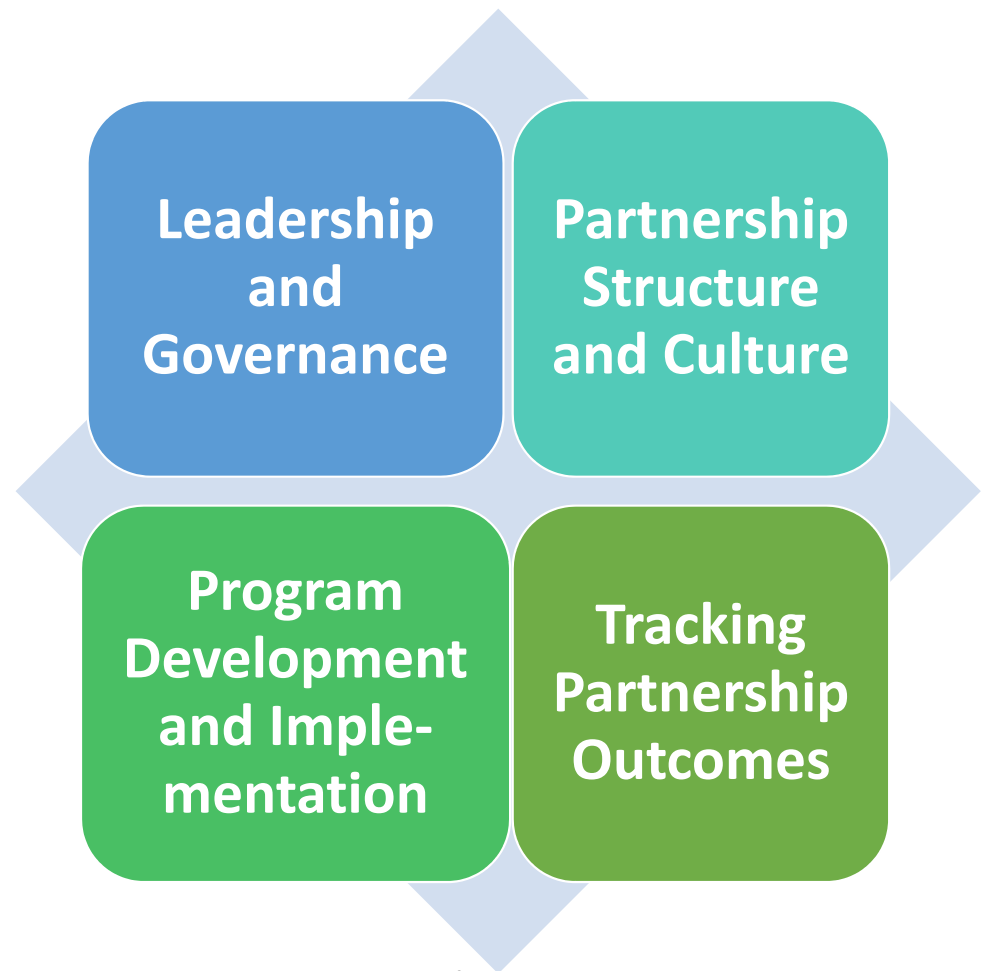 Leadership
and
Governance
Partnership
Structure
and Culture
Program
Development
and Imple-
mentation
Tracking
Partnership
Outcomes